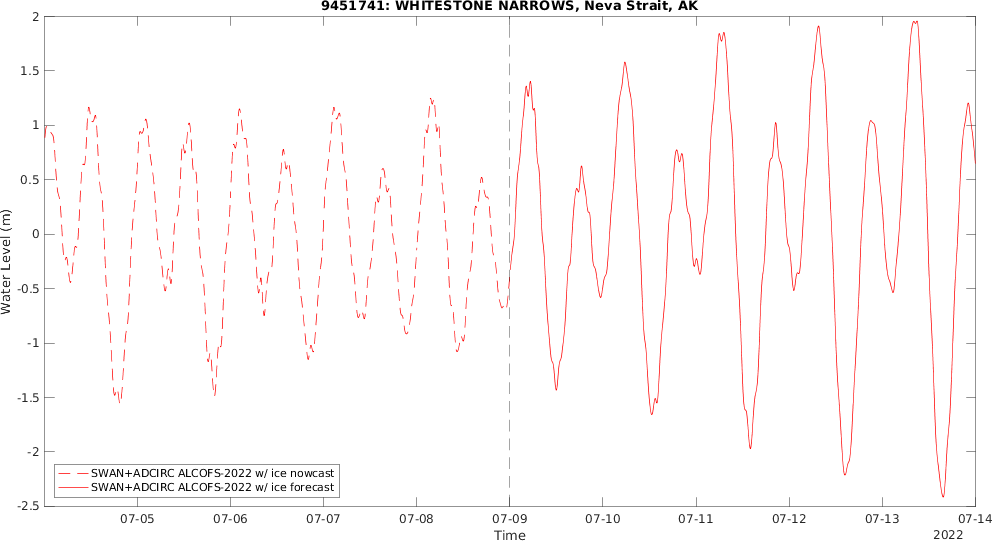 9451741: WHITESTONE NARROWS, Neva Strait, AK
Water Level (m)
2
1.5
1
0.5
0
-0.5
-1
-1.5
-2
-2.5
SWAN+ADCIRC ALCOFS-2022 w/ ice nowcast
SWAN+ADCIRC ALCOFS-2022 w/ ice forecast
07-05 07-06 07-07 07-08 07-09 07-10 07-11 07-12 07-13 07-14
Time
2022